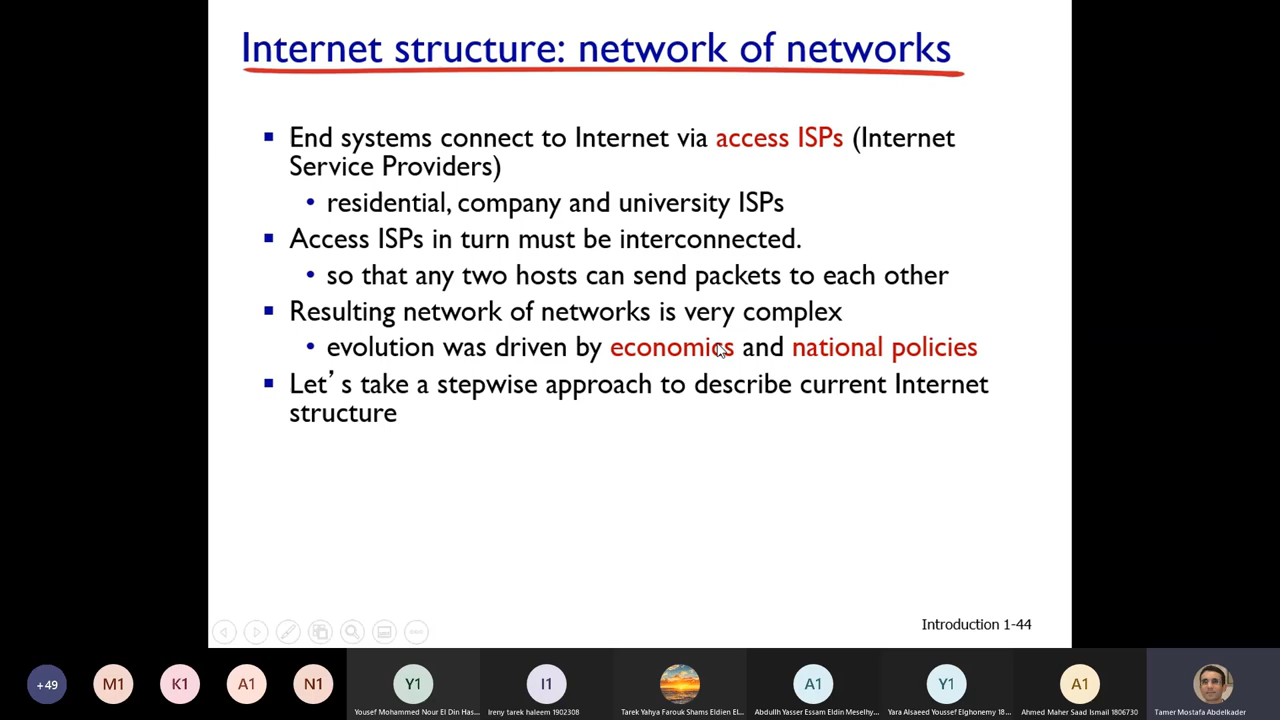 Internet structure: network of networks
End systems connect to Internet via access ISPs (Internet
Service Providers)
residential, company and university ISPs
Access ISPs in turn must be interconnected.
so that any two hosts can send packets to each other
Resulting network of networks is very complex
evolution was driven by economics and national policies
Let's take a stepwise approach to describe current Internet
structure
Introduction 1-44
+49 M1 K1 A1 N1 Y1 I1 A1 Y1 A1
Yousef Mohammed Nour El Din Has... Ireny tarek haleem 1902308 Tarek Yahya Farouk Shams Eldien El... Abdullh Yasser Essam Eldin Meselhy... Yara Alsaeed Youssef Elghonemy 18... Ahmed Maher Saad Ismail 1806730 Tamer Mostafa Abdelkader